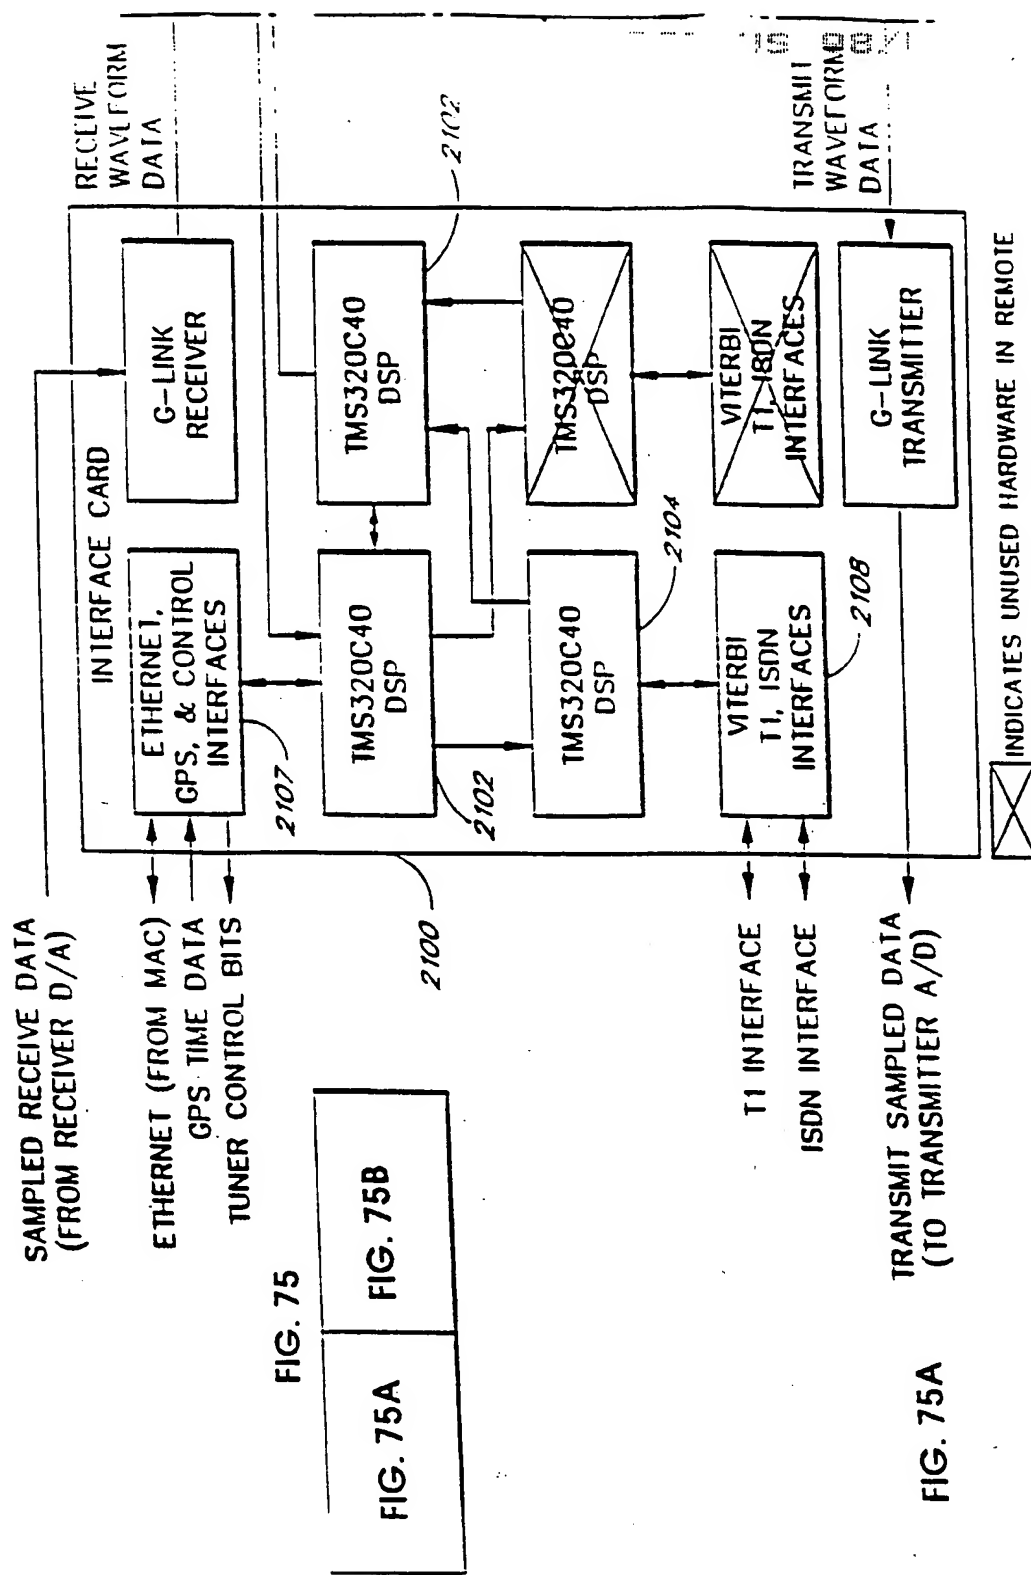 SAMPLED RECEIVE DATA
(FROM RECEIVER D/A)
ETHERNET (FROM MAC)
GPS TIME DATA
TUNER CONTROL BITS
FIG. 75
FIG. 75A
FIG. 75B
2100
T1 INTERFACE
ISDN INTERFACE
TRANSMIT SAMPLED DATA
(TO TRANSMITTER A/D)
FIG. 75A
INTERFACE CARD
ETHERNET,
GPS, & CONTROL
INTERFACES
2107
G-LINK
RECEIVER
RECEIVE
WAVEFORM
DATA
TMS320C40
DSP
2102
TMS320C40
DSP
2102
TMS320C40
DSP
2104
TMS320C40
DSP
VITERBI
T1, ISDN
INTERFACES
2108
VITERBI
T1, ISDN
INTERFACES
G-LINK
TRANSMITTER
TRANSMIT
WAVEFORM
DATA
INDICATES UNUSED HARDWARE IN REMOTE